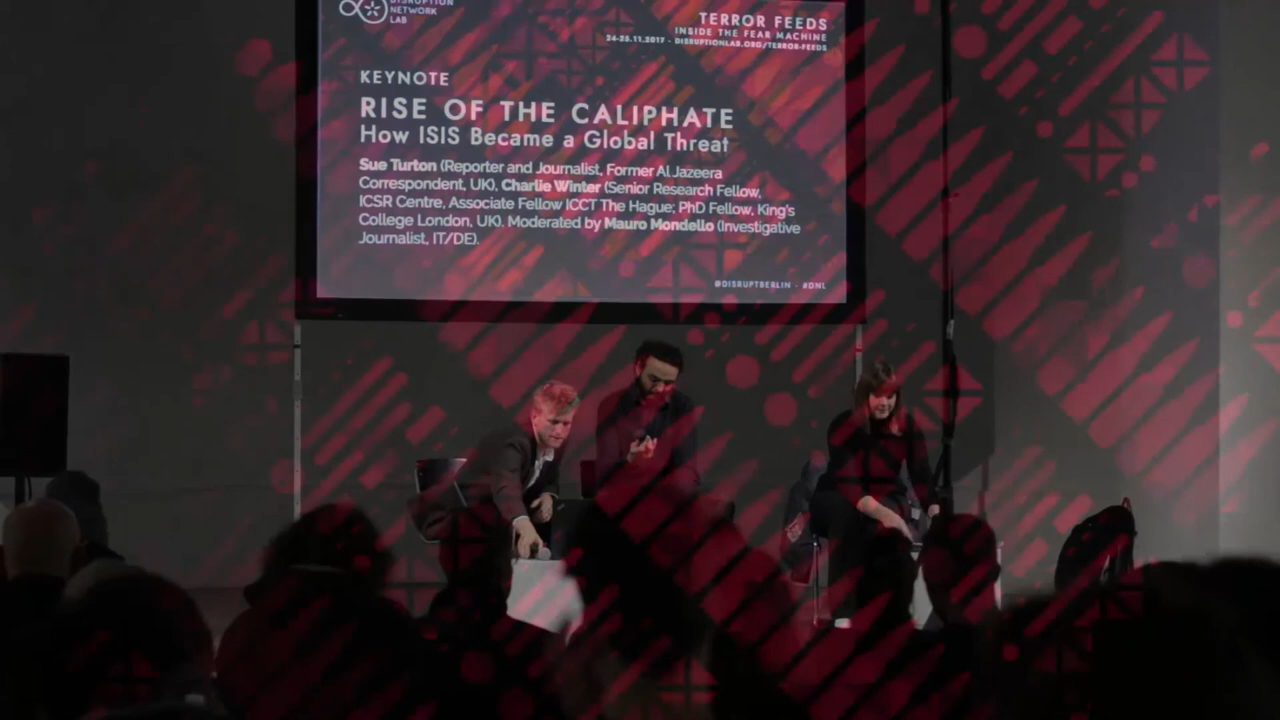 DISRUPTION
NETWORK
LAB
TERROR FEEDS
INSIDE THE FEAR MACHINE
24-25.11.2017 - DISRUPTIONLAB.ORG/TERROR-FEEDS
KEYNOTE
RISE OF THE CALIPHATE
How ISIS Became a Global Threat
Sue Turton (Reporter and Journalist, Former Al Jazeera
Correspondent, UK), Charlie Winter (Senior Research Fellow,
ICSR Centre, Associate Fellow ICCT The Hague; PhD Fellow, King's
College London, UK). Moderated by Mauro Mondello (Investigative
Journalist, IT/DE).
@DISRUPTBERLIN - #DNL